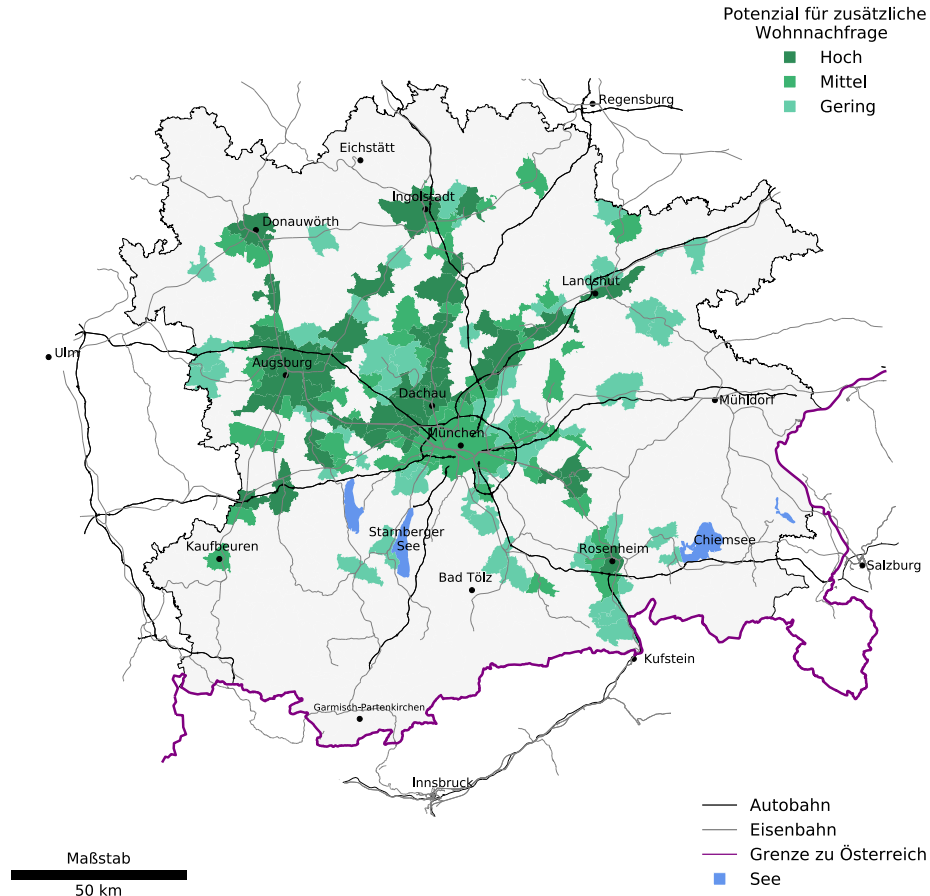 Potenzial für zusätzliche
Wohnnachfrage
Hoch
Mittel
Gering
Regensburg
Eichstätt
Ingolstadt
Donauwörth
Landshut
Ulm
Augsburg
Dachau
Mühldorf
München
Starnberger
See
Chiemsee
Kaufbeuren
Rosenheim
Salzburg
Bad Tölz
Kufstein
Garmisch-Partenkirchen
Innsbruck
Autobahn
Eisenbahn
Grenze zu Österreich
See
Maßstab
50 km